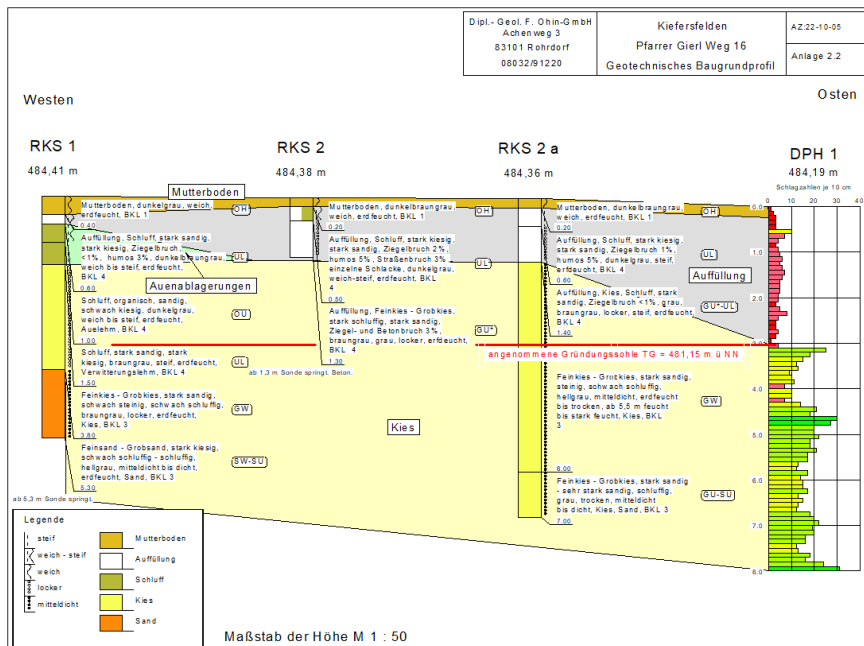 Dipl.- Geol. F. Ohin-GmbH
Achenweg 3
83101 Rohrdorf
08032/91220
Kiefersfelden
Pfarrer Gierl Weg 16
Geotechnisches Baugrundprofil
AZ:22-10-05
Anlage 2.2
Westen
Osten
RKS 1
484,41 m
RKS 2
484,38 m
RKS 2 a
484,36 m
DPH 1
484,19 m
Schlagzahlen je 10 cm
0 10 20 30 40
0.0
1.0
2.0
3.0
4.0
5.0
6.0
7.0
8.0
Mutterboden
Mutterboden, dunkelgrau, weich,
erdfeucht, BKL 1
OH
0.40
Auffüllung, Schluff, stark sandig,
stark kiesig, Ziegelbruch
<1%, humos 3%, dunkelbraungrau,
weich bis steif, erdfeucht,
BKL 4
UL
0.60
Auenablagerungen
Schluff, organisch, sandig,
schwach kiesig, dunkelgrau,
weich bis steif, erdfeucht,
Auelehm, BKL 4
OU
1.00
Schluff, stark sandig, stark
kiesig, braungrau, steif, erdfeucht,
Verwitterungslehm, BKL 4
UL
1.50
Feinkies - Grobkies, stark sandig,
schwach steinig, schwach schluffig,
braungrau, locker, erdfeucht,
Kies, BKL 3
GW
3.80
Feinsand - Grobsand, stark kiesig,
schwach schluffig - schluffig,
hellgrau, mitteldicht bis dicht,
erdfeucht, Sand, BKL 3
SW-SU
5.30
ab 5,3 m Sonde springt.
Mutterboden, dunkelbraungrau,
weich, erdfeucht, BKL 1
0.20
Auffüllung, Schluff, stark kiesig,
stark sandig, Ziegelbruch 2%,
humos 5%, Straßenbruch 3%
einzelne Schlacke, dunkelgrau,
weich-steif, erdfeucht, BKL
4
UL
0.50
Auffüllung, Feinkies - Grobkies,
stark schluffig, stark sandig,
Ziegel- und Betonbruch 3%,
braungrau, grau, locker, erdfeucht,
BKL 4
GU*
1.30
ab 1,3 m Sonde springt. Beton.
Mutterboden, dunkelbraungrau,
weich, erdfeucht, BKL 1
OH
0.20
Auffüllung, Schluff, stark kiesig,
stark sandig, Ziegelbruch 1%,
humos 5%, dunkelgrau, steif,
erdfeucht, BKL 4
UL
0.60
Auffüllung
Auffüllung, Kies, Schluff, stark
sandig, Ziegelbruch <1%, grau,
braungrau, locker, steif, erdfeucht,
BKL 4
GU*-UL
1.40
angenommene Gründungssohle TG = 481,15 m ü NN
Feinkies - Grobkies, stark sandig,
steinig, schwach schluffig,
hellgrau, mitteldicht, erdfeucht
bis trocken, ab 5,5 m feucht
bis stark feucht, Kies, BKL
3
GW
6.00
Feinkies - Grobkies, stark sandig
- sehr stark sandig, schluffig,
grau, trocken, mitteldicht
bis dicht, Kies, Sand, BKL 3
GU-SU
7.00
Kies
Legende
steif
weich - steif
weich
locker
mitteldicht
Mutterboden
Auffüllung
Schluff
Kies
Sand
Maßstab der Höhe M 1 : 50